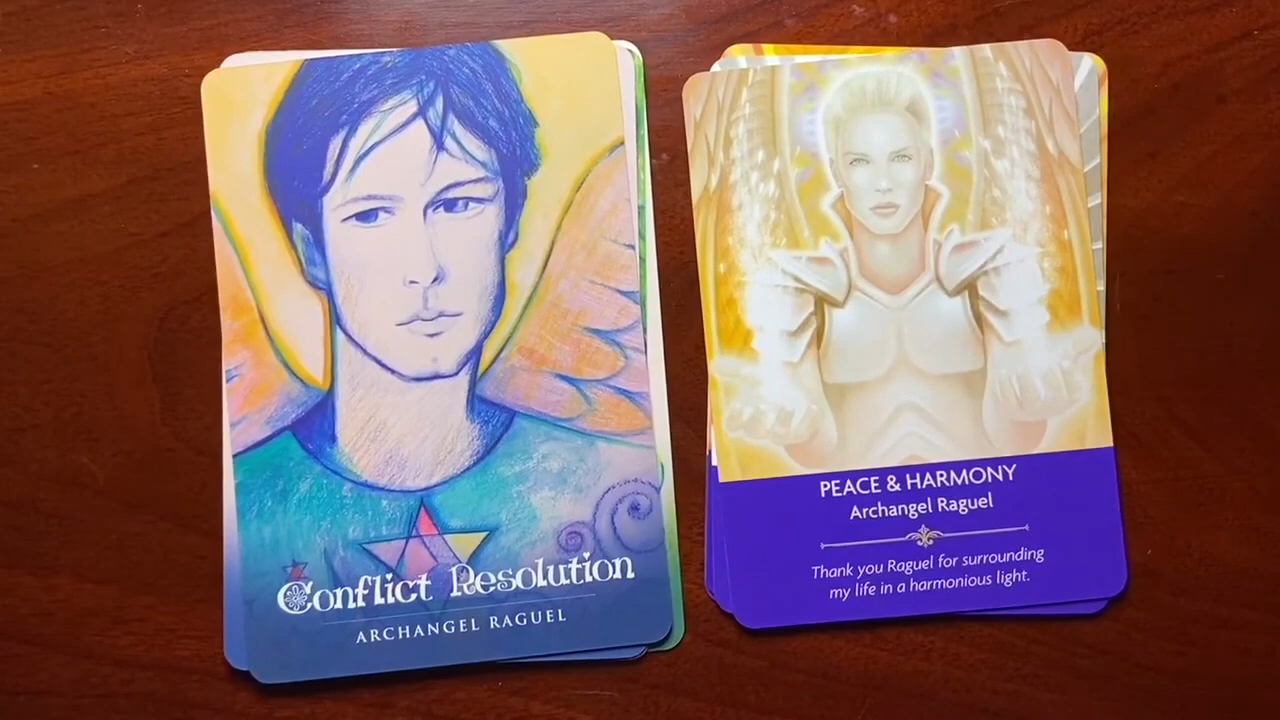 Conflict Resolution
ARCHANGEL RAGUEL
PEACE & HARMONY
Archangel Raguel
Thank you Raguel for surrounding
my life in a harmonious light.